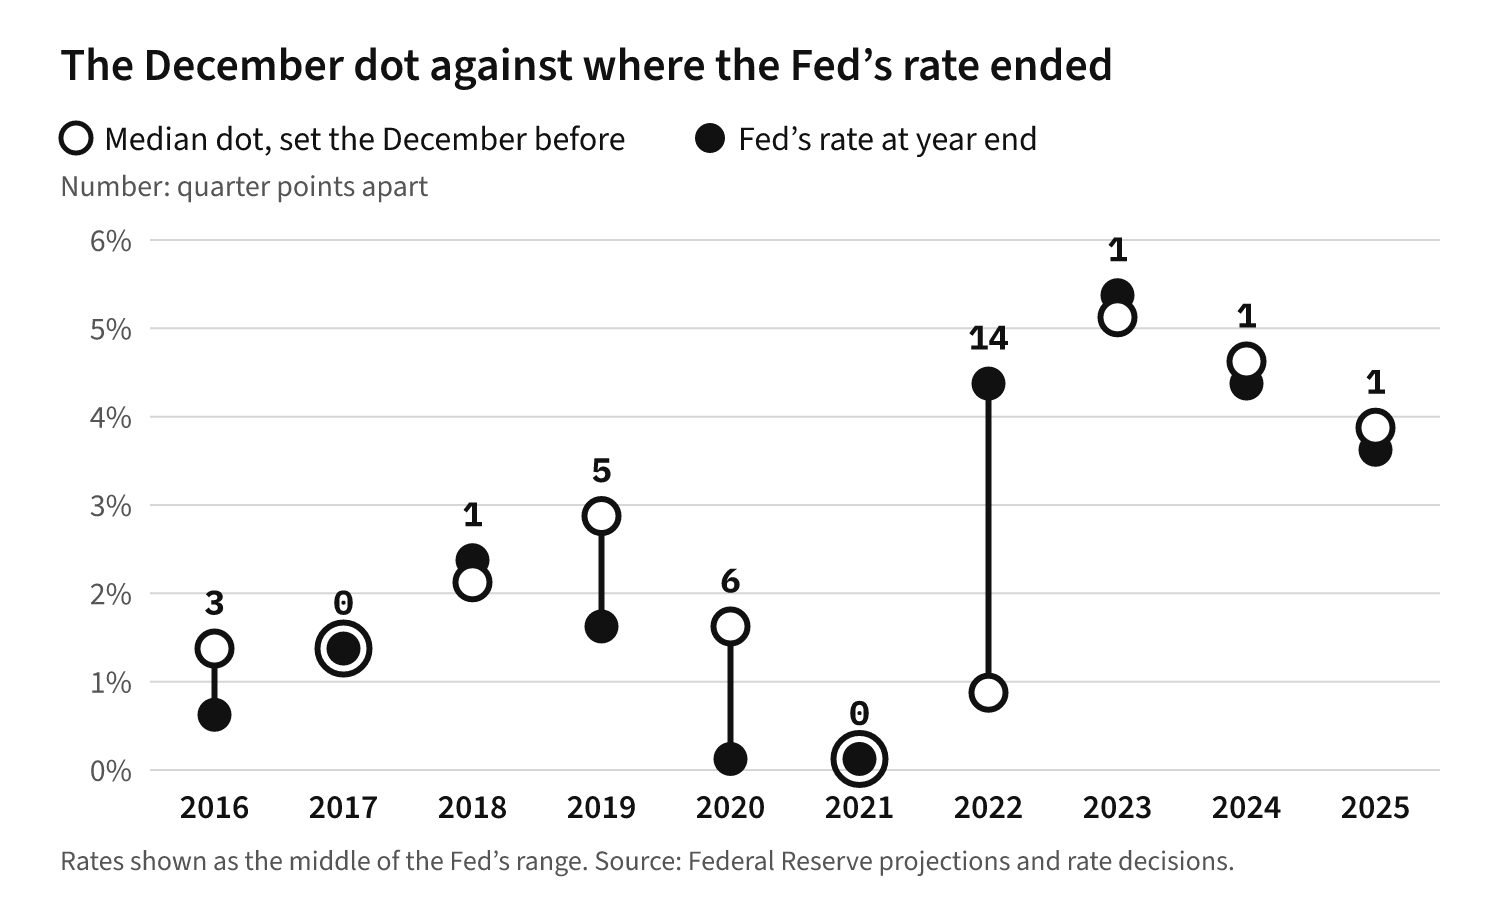 The December dot against where the Fed’s rate ended
Median dot, set the December before
Fed’s rate at year end
Number: quarter points apart
6%
5%
4%
3%
2%
1%
0%
3
0
1
5
6
0
14
1
1
1
2016 2017 2018 2019 2020 2021 2022 2023 2024 2025
Rates shown as the middle of the Fed’s range. Source: Federal Reserve projections and rate decisions.